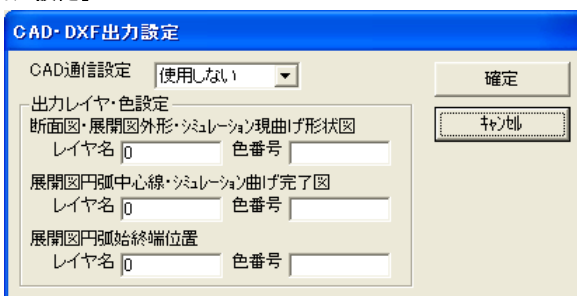 CAD・DXF出力設定
CAD通信設定 使用しない 確定
出力レイヤ・色設定
断面図・展開図外形・シミュレーション現曲げ形状図 キャンセル
レイヤ名 0 色番号
展開図円弧中心線・シミュレーション曲げ完了図
レイヤ名 0 色番号
展開図円弧始終端位置
レイヤ名 0 色番号